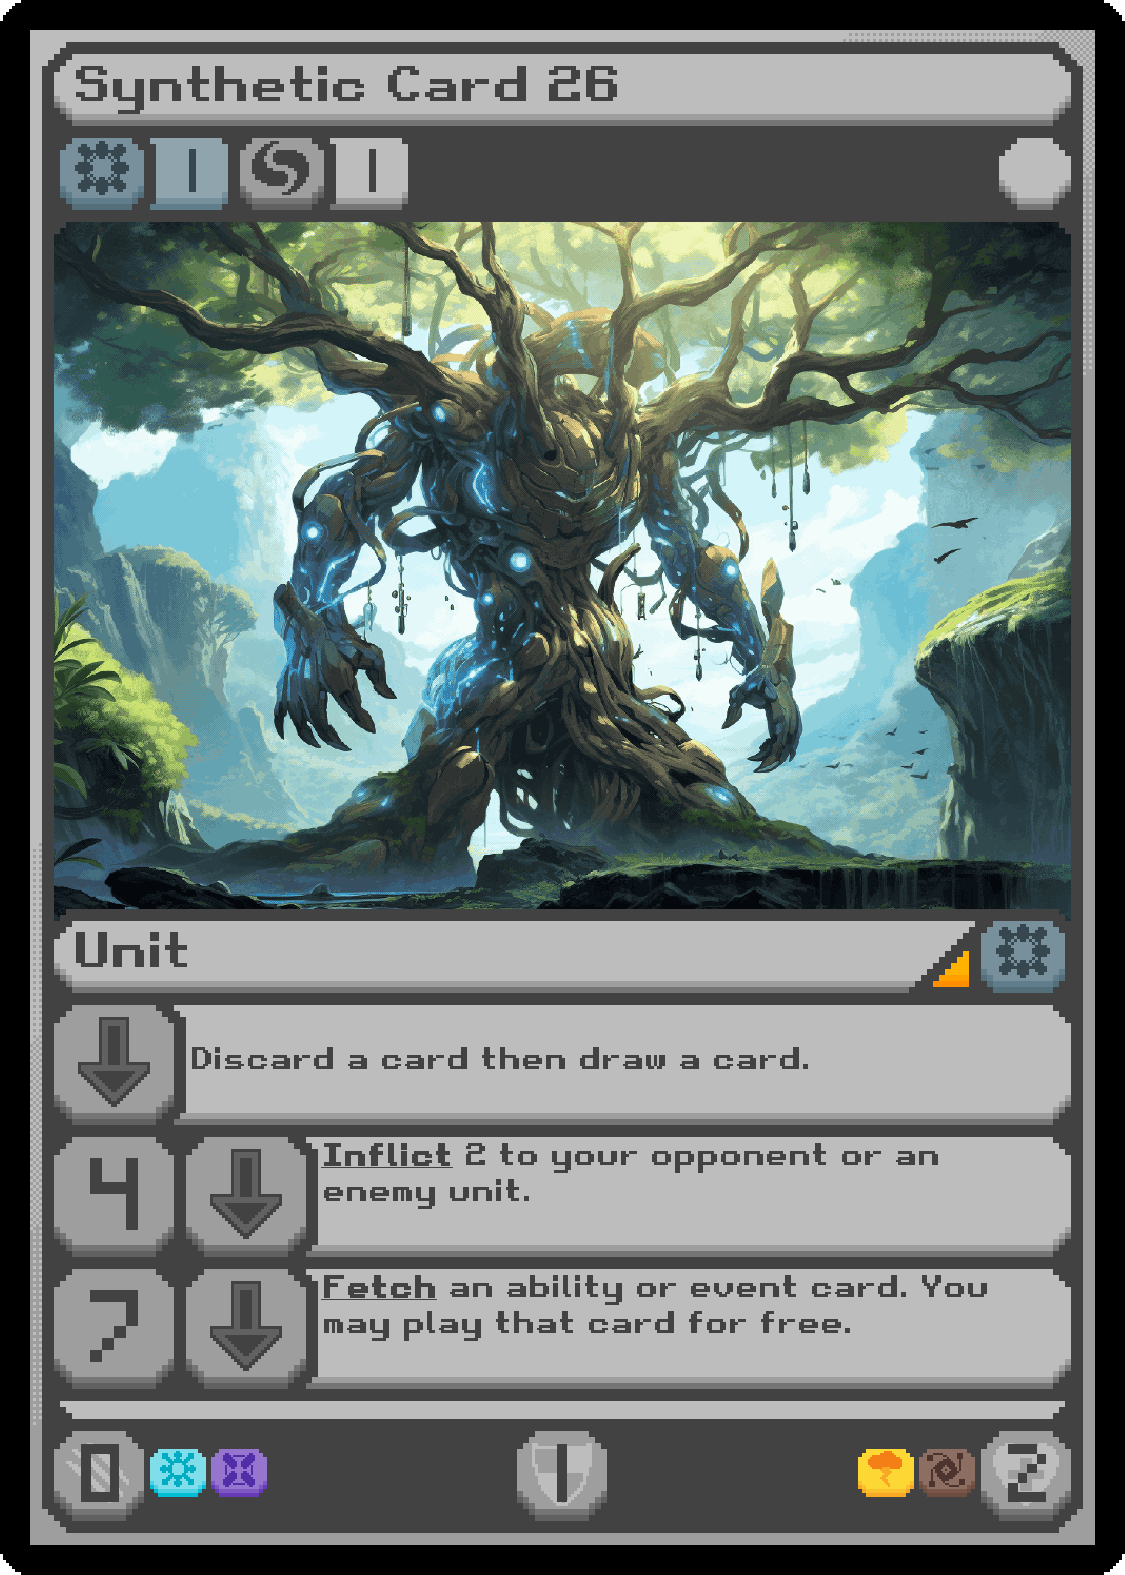 Synthetic Card 26
1 1
Unit
Discard a card then draw a card.
4 Inflict 2 to your opponent or an
enemy unit.
7 Fetch an ability or event card. You
may play that card for free.
0 1 2